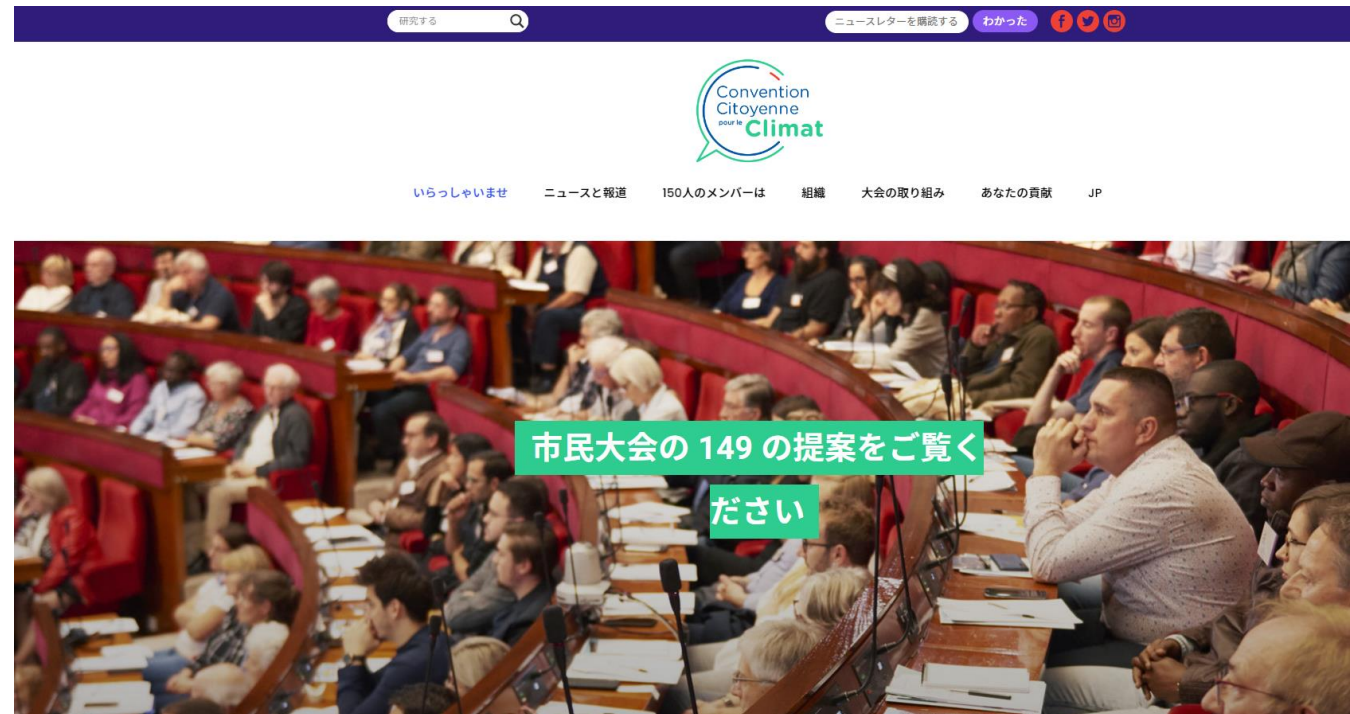 研究する
ニュースレターを購読する
わかった
Convention
Citoyenne
pour le Climat
いらっしゃいませ ニュースと報道 150人のメンバーは 組織 大会の取り組み あなたの貢献 JP
市民大会の 149 の提案をご覧く
ださい